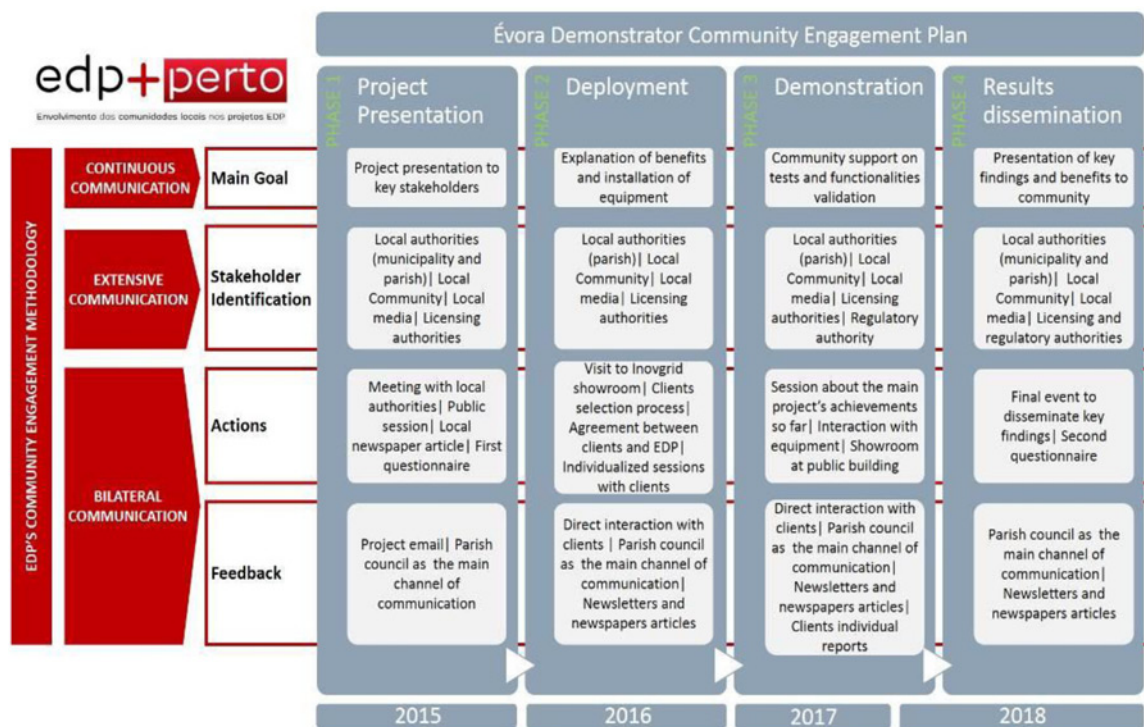 Évora Demonstrator Community Engagement Plan
edp+perto
Envolvimento das comunidades locais nos projetos EDP
PHASE 1
Project
Presentation
PHASE 2
Deployment
PHASE 3
Demonstration
PHASE 4
Results
dissemination
EDP'S COMMUNITY ENGAGEMENT METHODOLOGY
CONTINUOUS
COMMUNICATION
Main Goal
Project presentation to
key stakeholders
Explanation of benefits
and installation of
equipment
Community support on
tests and functionalities
validation
Presentation of key
findings and benefits to
community
EXTENSIVE
COMMUNICATION
Stakeholder
Identification
Local authorities
(municipality and
parish)| Local
Community| Local
media| Licensing
authorities
Local authorities
(parish)| Local
Community| Local
media| Licensing
authorities
Local authorities
(parish)| Local
Community| Local
media| Licensing
authorities| Regulatory
authority
Local authorities
(municipality and
parish)| Local
Community| Local
media| Licensing and
regulatory authorities
BILATERAL
COMMUNICATION
Actions
Meeting with local
authorities| Public
session| Local
newspaper article| First
questionnaire
Visit to Inovgrid
showroom| Clients
selection process|
Agreement between
clients and EDP|
Individualized sessions
with clients
Session about the main
project's achievements
so far| Interaction with
equipment| Showroom
at public building
Final event to
disseminate key
findings| Second
questionnaire
Feedback
Project email| Parish
council as the main
channel of
communication
Direct interaction with
clients | Parish council
as the main channel of
communication|
Newsletters and
newspapers articles
Direct interaction with
clients| Parish council
as the main channel of
communication|
Newsletters and
newspapers articles|
Clients individual
reports
Parish council as the
main channel of
communication|
Newsletters and
newspapers articles
2015
2016
2017
2018